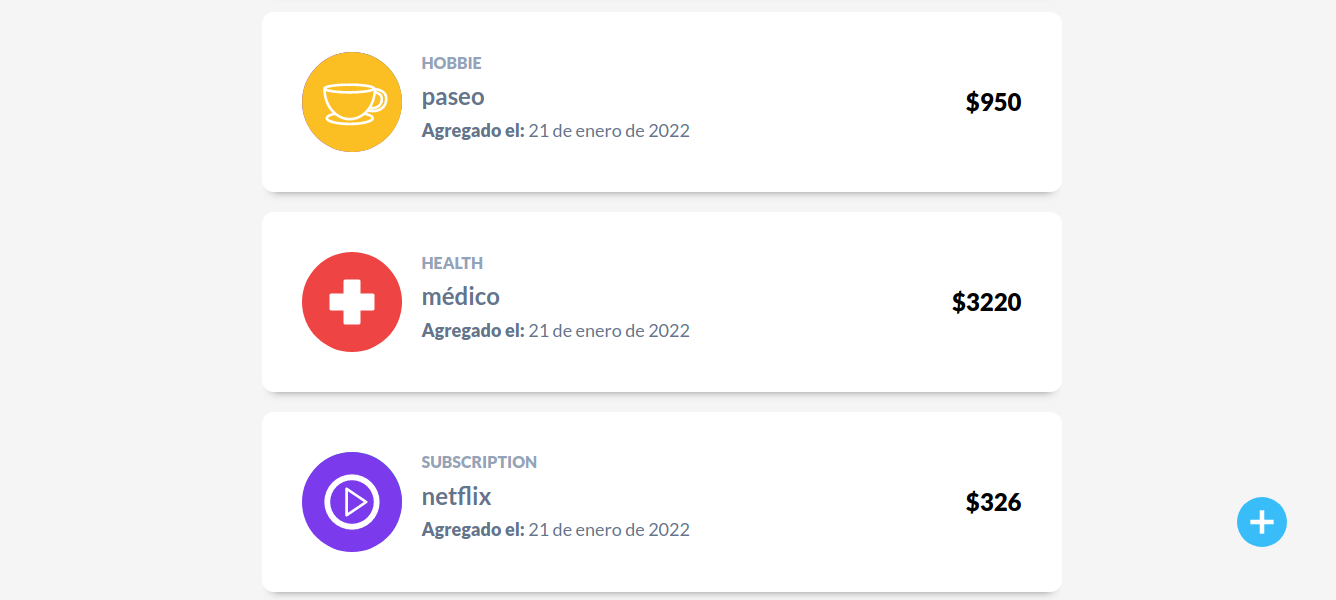 HOBBIE
paseo
Agregado el: 21 de enero de 2022
$950
HEALTH
médico
Agregado el: 21 de enero de 2022
$3220
SUBSCRIPTION
netflix
Agregado el: 21 de enero de 2022
$326